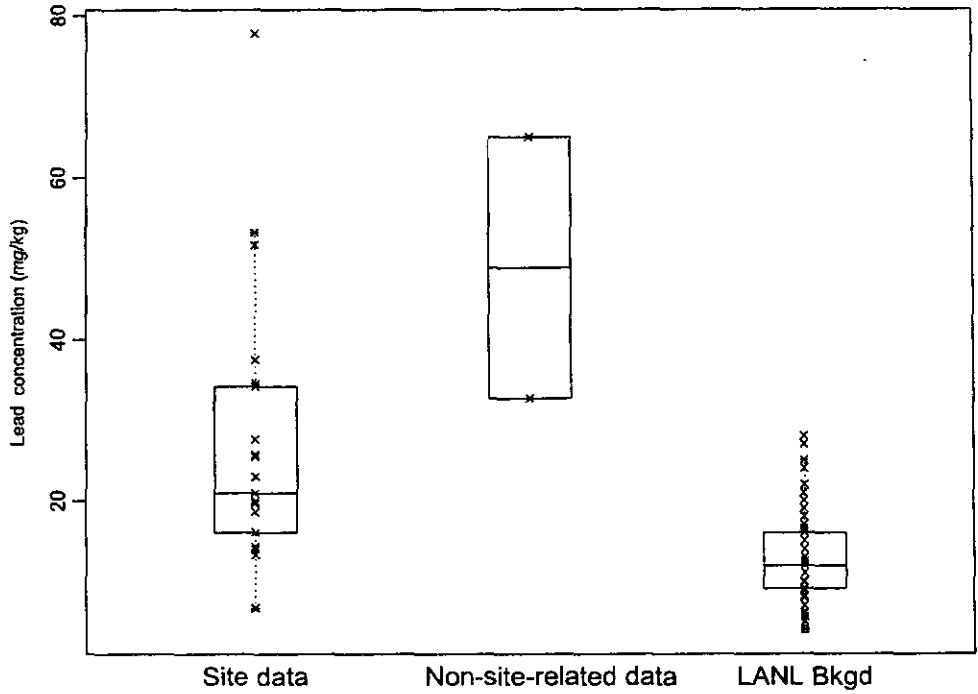 80
60
40
20
Lead concentration (mg/kg)
Site data
Non-site-related data
LANL Bkgd